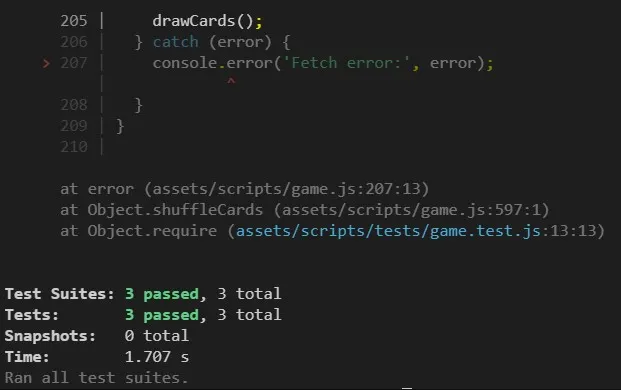 205 |     drawCards();
206 |   } catch (error) {
> 207 |     console.error('Fetch error:', error);
|             ^
208 |   }
209 | }
210 |
at error (assets/scripts/game.js:207:13)
at Object.shuffleCards (assets/scripts/game.js:597:1)
at Object.require (assets/scripts/tests/game.test.js:13:13)
Test Suites: 3 passed, 3 total
Tests:       3 passed, 3 total
Snapshots:   0 total
Time:        1.707 s
Ran all test suites.